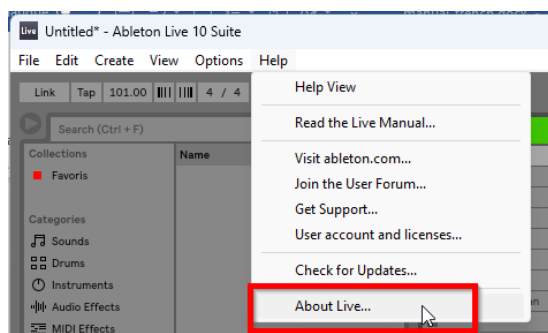 Live Untitled* - Ableton Live 10 Suite
File Edit Create View Options Help
Link Tap 101.00 4 / 4
Help View
Search (Ctrl + F)
Read the Live Manual...
Collections Name
Visit ableton.com...
Favoris
Join the User Forum...
Get Support...
Categories
User account and licenses...
Sounds
Drums
Check for Updates...
Instruments
Audio Effects
About Live...
MIDI Effects